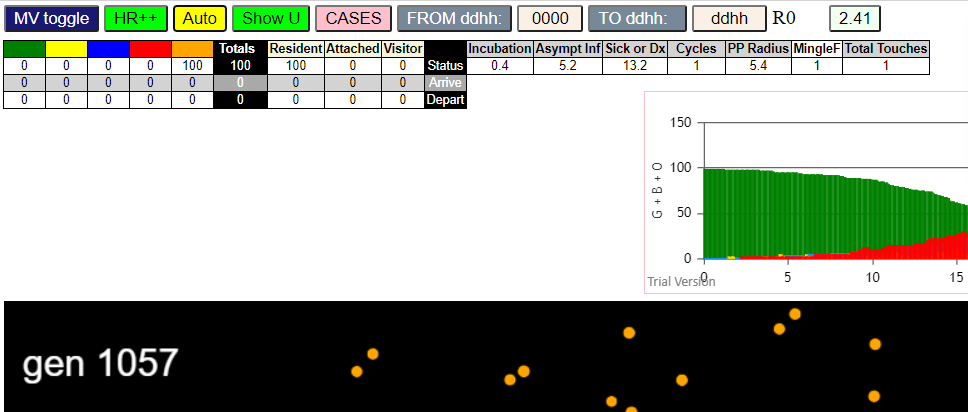 MV toggle HR++ Auto Show U CASES FROM ddhh: 0000 TO ddhh: ddhh R0 2.41
Totals Resident Attached Visitor Incubation Asympt Inf Sick or Dx Cycles PP Radius MingleF Total Touches
0 0 0 0 100 100 100 0 0 Status 0.4 5.2 13.2 1 5.4 1 1
0 0 0 0 0 0 0 0 0 Arrive
0 0 0 0 0 0 0 0 0 Depart
150
100
50
0
G + B + O
0 5 10 15
Trial Version
gen 1057